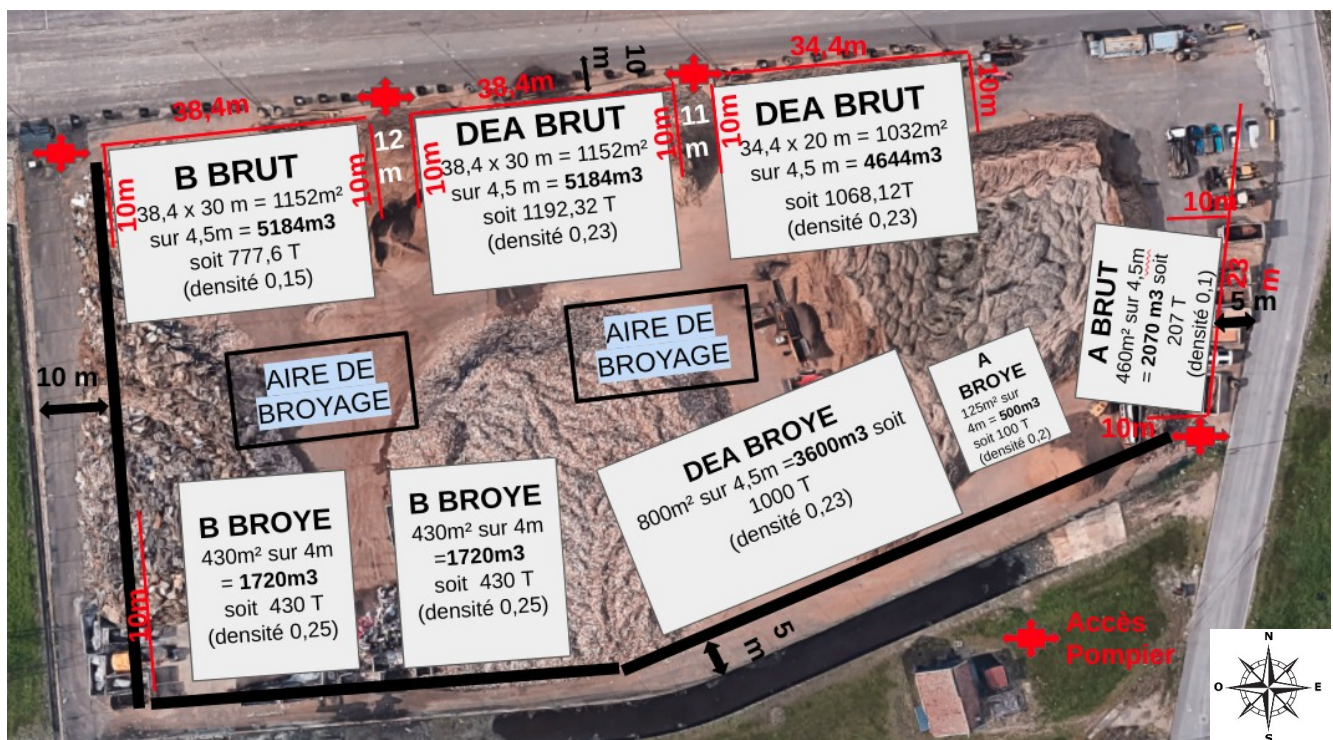 10 m
34,4m
38,4m
38,4m
10m
12 m
11 m
B BRUT
38,4 x 30 m = 1152m²
sur 4,5m = 5184m3
soit 777,6 T
(densité 0,15)
10m
10m
DEA BRUT
38,4 x 30 m = 1152m²
sur 4,5 m = 5184m3
soit 1192,32 T
(densité 0,23)
10m
10m
10m
DEA BRUT
34,4 x 20 m = 1032m²
sur 4,5 m = 4644m3
soit 1068,12T
(densité 0,23)
10m
10m
A BRUT
460m² sur 4,5m
= 2070 m3 soit
207 T
(densité 0,1)
23 m
5 m
10m
10 m
AIRE DE
BROYAGE
AIRE DE
BROYAGE
A
BROYE
125m² sur
4m = 500m3
soit 100 T
(densité 0,2)
DEA BROYE
800m² sur 4,5m =3600m3 soit
1000 T
(densité 0,23)
B BROYE
430m² sur 4m
= 1720m3
soit 430 T
(densité 0,25)
B BROYE
430m² sur 4m
=1720m3
soit 430 T
(densité 0,25)
10m
5 m
Accès
Pompier
N
O E
S